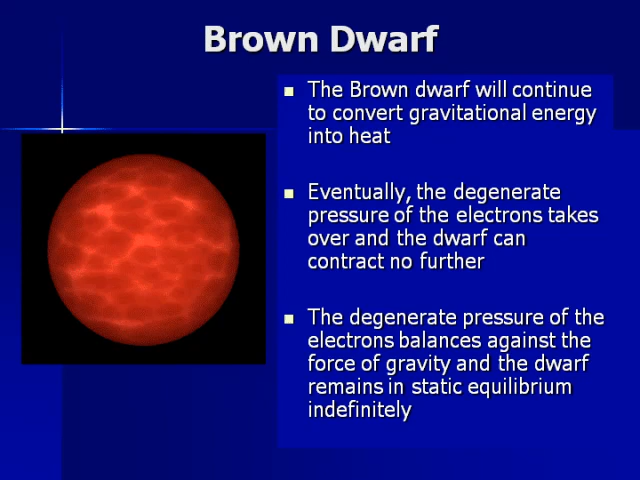 Brown Dwarf
The Brown dwarf will continue
to convert gravitational energy
into heat
Eventually, the degenerate
pressure of the electrons takes
over and the dwarf can
contract no further
The degenerate pressure of the
electrons balances against the
force of gravity and the dwarf
remains in static equilibrium
indefinitely